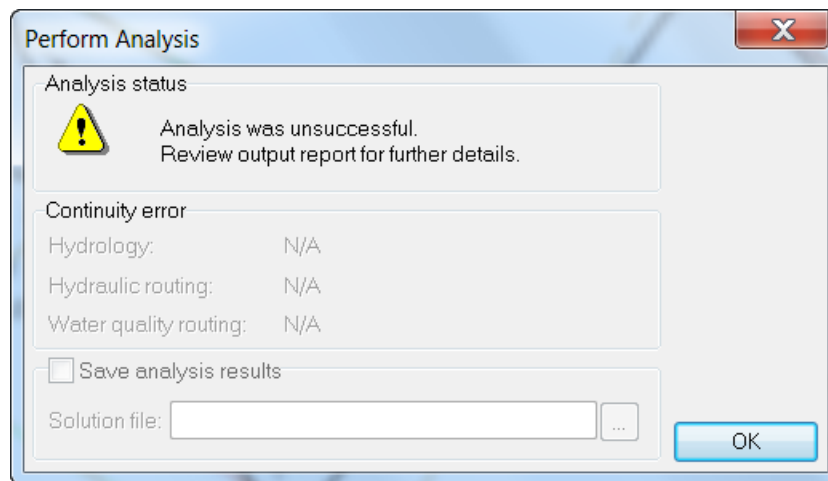 Perform Analysis
X
Analysis status
Analysis was unsuccessful.
Review output report for further details.
Continuity error
Hydrology: N/A
Hydraulic routing: N/A
Water quality routing: N/A
Save analysis results
Solution file: ...
OK